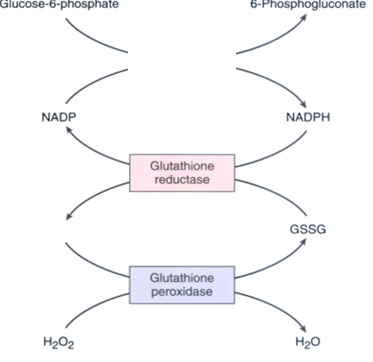 Glucose-6-phosphate
6-Phosphogluconate
NADP
NADPH
Glutathione
reductase
GSSG
Glutathione
peroxidase
H₂O₂
H₂O